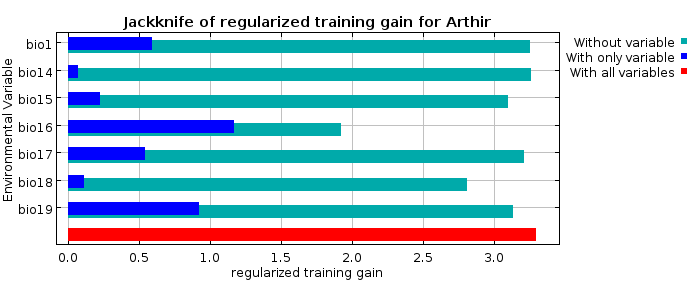 Jackknife of regularized training gain for Arthir
Without variable
With only variable
With all variables
Environmental Variable
bio1
bio14
bio15
bio16
bio17
bio18
bio19
0.0 0.5 1.0 1.5 2.0 2.5 3.0
regularized training gain